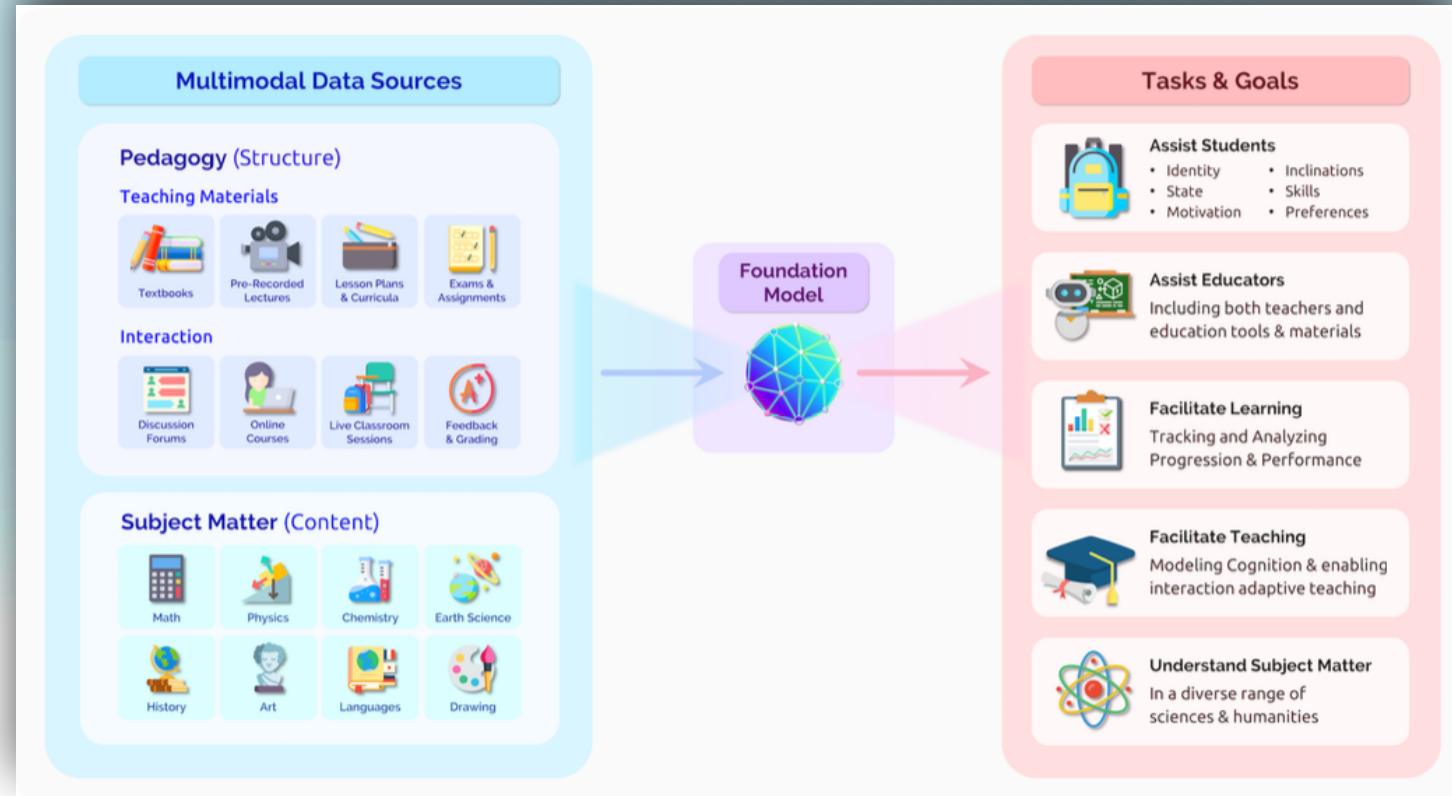 Multimodal Data Sources
Pedagogy (Structure)
Teaching Materials
Textbooks
Pre-Recorded
Lectures
Lesson Plans
& Curricula
Exams &
Assignments
Interaction
Discussion
Forums
Online
Courses
Live Classroom
Sessions
A+
Feedback
& Grading
Subject Matter (Content)
Math
Physics
Chemistry
Earth Science
History
Art
Languages
Drawing
Foundation
Model
Tasks & Goals
Assist Students
• Identity
• State
• Motivation
• Inclinations
• Skills
• Preferences
Assist Educators
Including both teachers and
education tools & materials
Facilitate Learning
Tracking and Analyzing
Progression & Performance
Facilitate Teaching
Modeling Cognition & enabling
interaction adaptive teaching
Understand Subject Matter
In a diverse range of
sciences & humanities